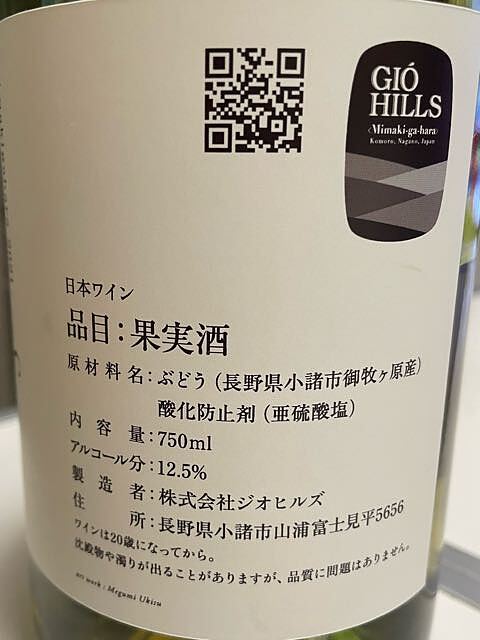 GIÓ
HILLS
〈Mimaki-ga-hara〉
Komoro, Nagano, Japan
日本ワイン
品目：果実酒
原材料名：ぶどう（長野県小諸市御牧ヶ原産）
酸化防止剤（亜硫酸塩）
内容量：750ml
アルコール分：12.5%
製造者：株式会社ジオヒルズ
住所：長野県小諸市山浦富士見平5656
ワインは20歳になってから。
沈殿物や濁りが出ることがありますが、品質に問題はありません。
art work : Megumi Ukisu